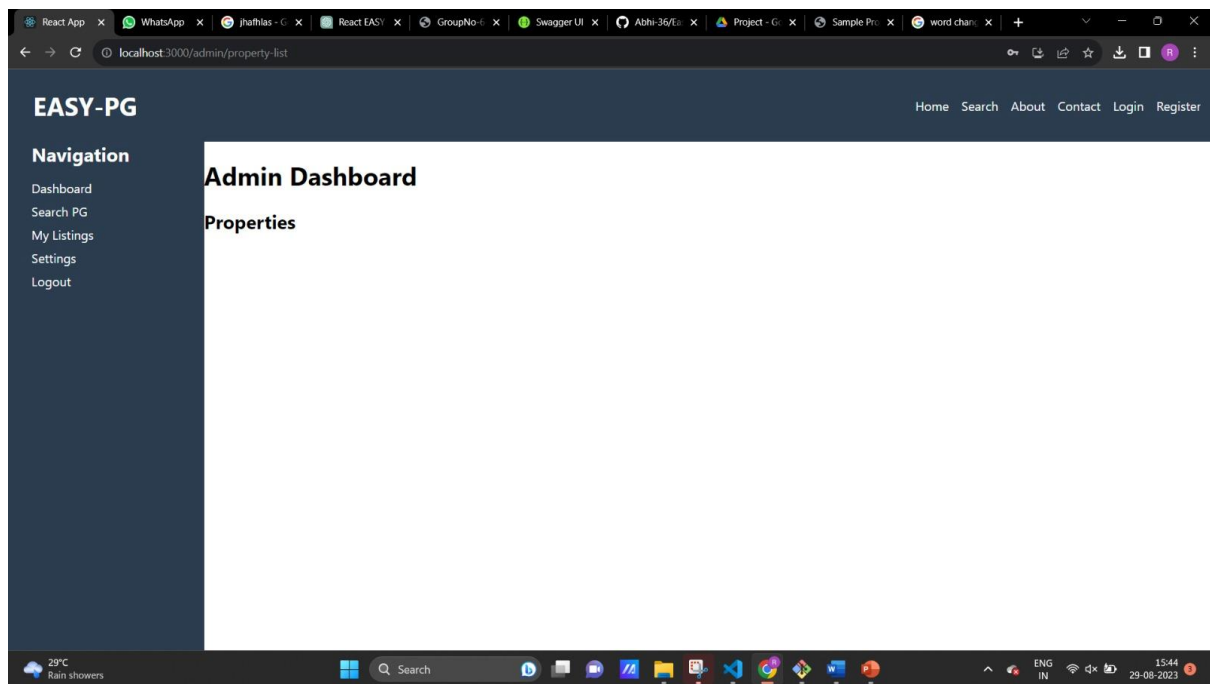 React App
WhatsApp
jhafhlas - G
React EASY
GroupNo-6
Swagger UI
Abhi-36/Ea
Project - Go
Sample Pro
word chang
localhost:3000/admin/property-list
R
EASY-PG
Home Search About Contact Login Register
Navigation
Dashboard
Search PG
My Listings
Settings
Logout
Admin Dashboard
Properties
29°C
Rain showers
Search
ENG
IN
15:44
29-08-2023
3